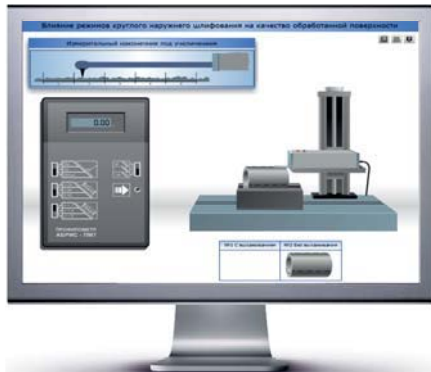 Влияние режимов круглого наружного шлифования на качество обработанной поверхности
Измерительный наконечник под увеличением
0.00
ПРОФИЛОМЕТР
АБРИС - ПМ7
№1 С выхаживанием
№2 Без выхаживания